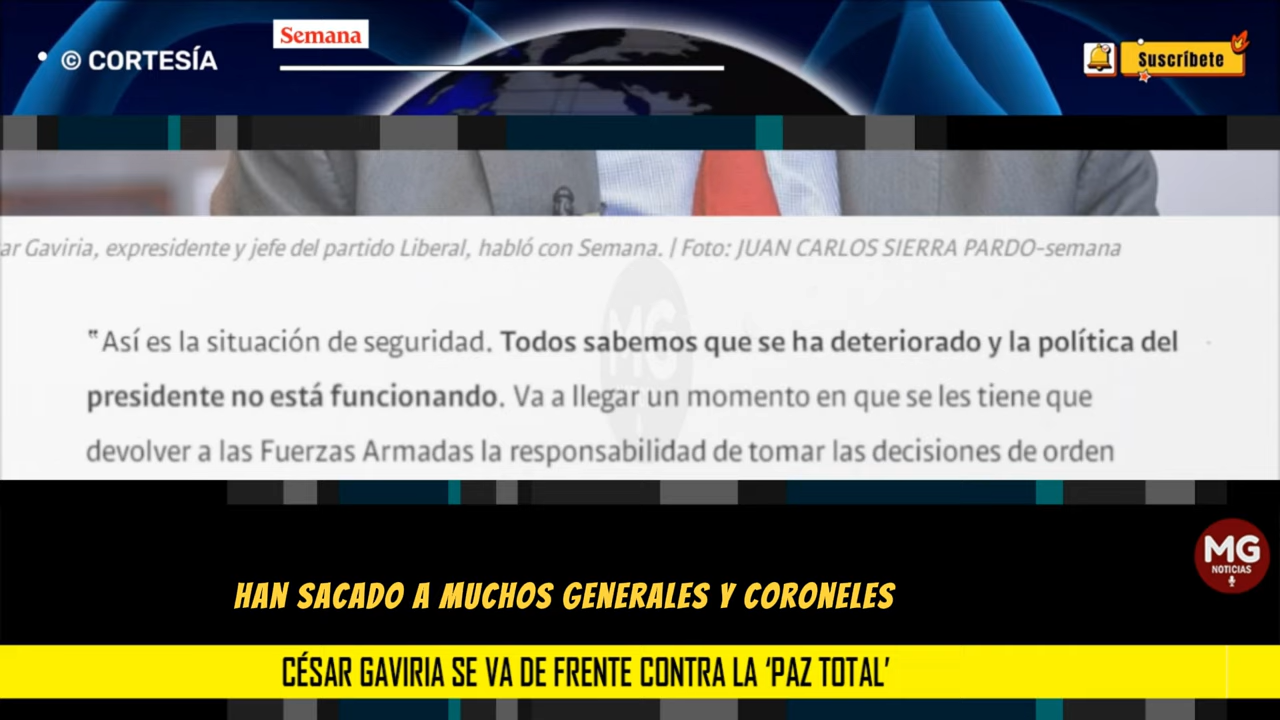 © CORTESÍA
Semana
Suscríbete
ar Gaviria, expresidente y jefe del partido Liberal, habló con Semana. | Foto: JUAN CARLOS SIERRA PARDO-semana
"Así es la situación de seguridad. Todos sabemos que se ha deteriorado y la política del
presidente no está funcionando. Va a llegar un momento en que se les tiene que
devolver a las Fuerzas Armadas la responsabilidad de tomar las decisiones de orden
MG
MG
NOTICIAS
HAN SACADO A MUCHOS GENERALES Y CORONELES
CÉSAR GAVIRIA SE VA DE FRENTE CONTRA LA ‘PAZ TOTAL’